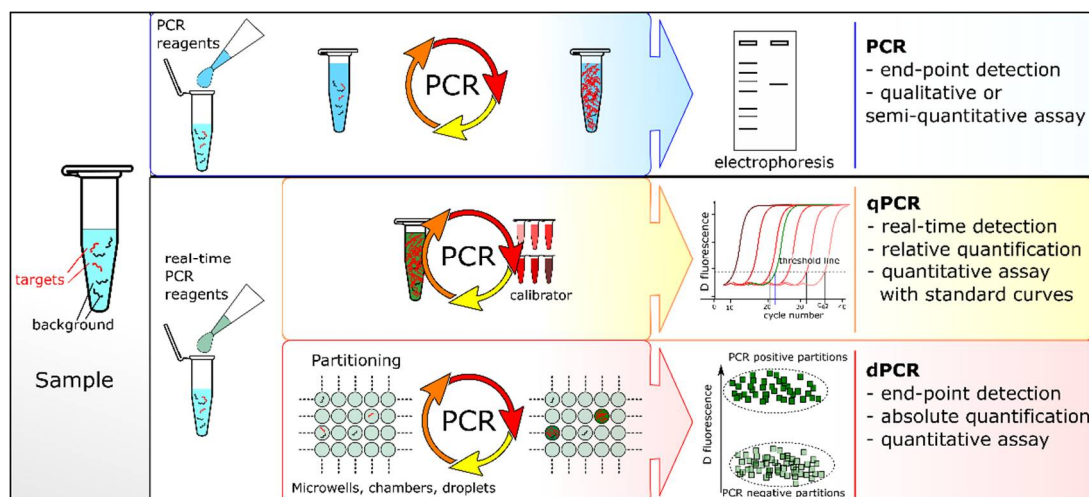 targets
background
Sample
PCR
reagents
PCR
electrophoresis
PCR
- end-point detection
- qualitative or
semi-quantitative assay
real-time
PCR
reagents
PCR
calibrator
D fluorescence
threshold line
10
20
cycle number
qPCR
- real-time detection
- relative quantification
- quantitative assay
with standard curves
Partitioning
PCR
Microwells, chambers, droplets
D fluorescence
PCR positive partitions
PCR negative partitions
dPCR
- end-point detection
- absolute quantification
- quantitative assay